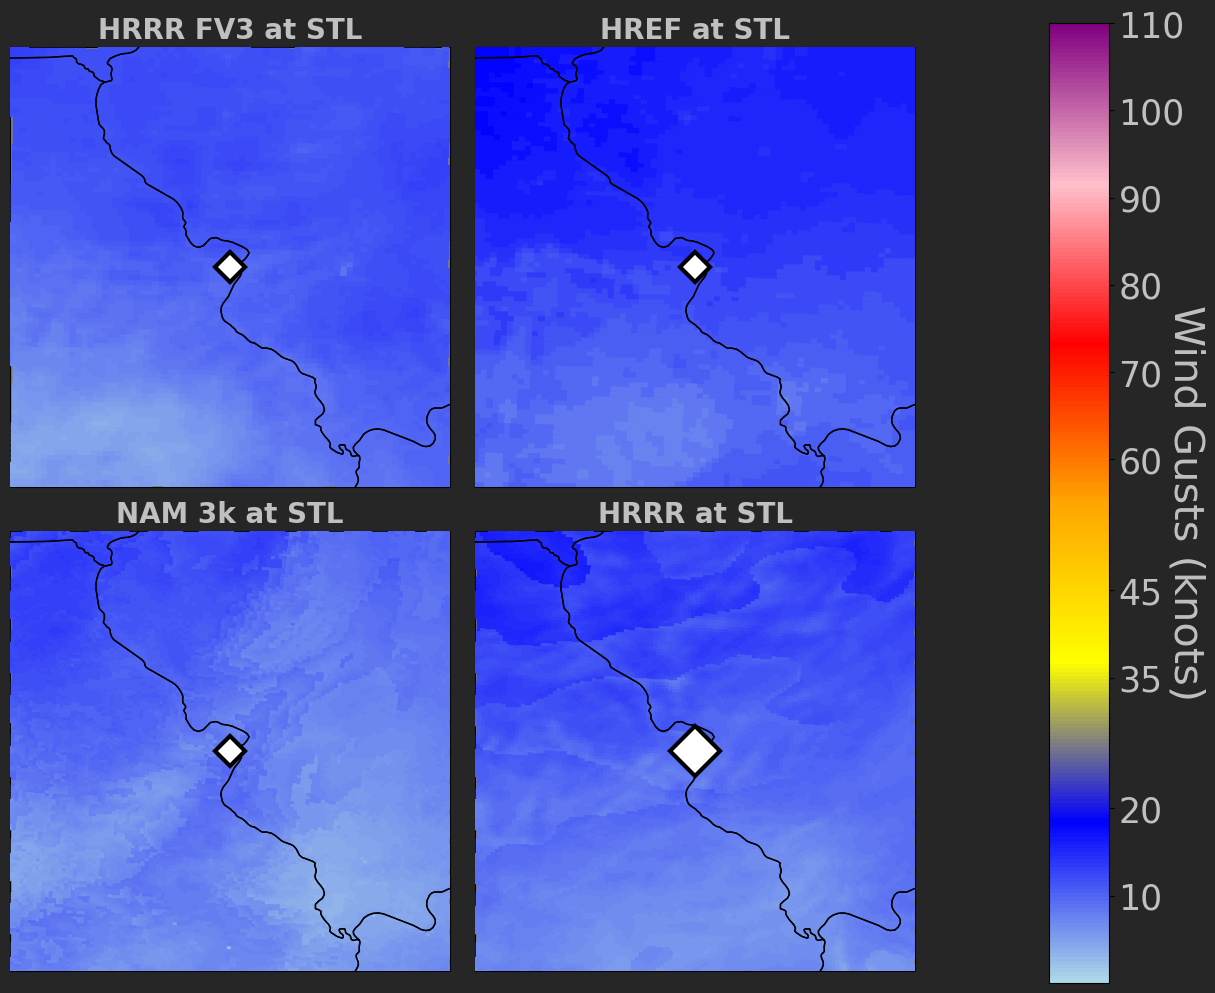 HRRR FV3 at STL
HREF at STL
NAM 3k at STL
HRRR at STL
110
100
90
80
70
60
45
35
20
10
Wind Gusts (knots)